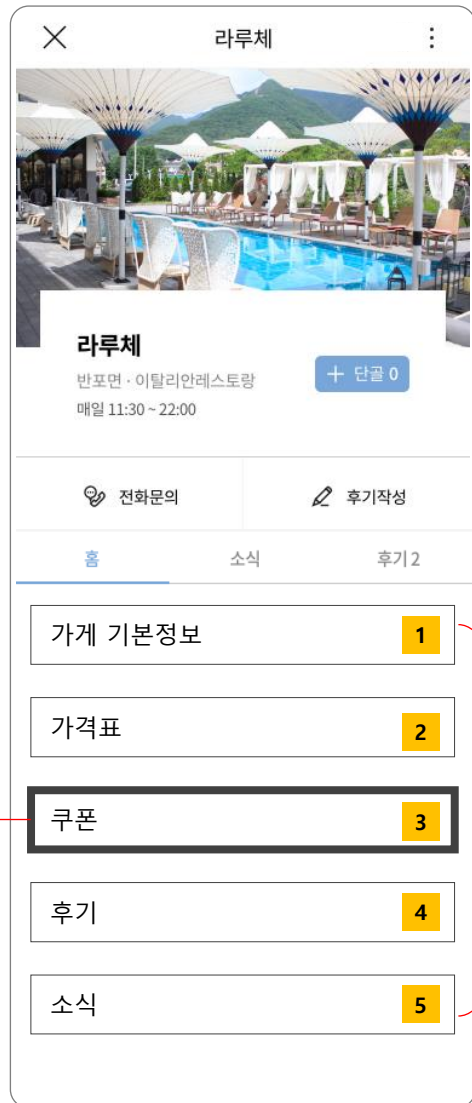 라루체
라루체
반포면 · 이탈리안레스토랑
매일 11:30 ~ 22:00
+ 단골 0
전화문의
후기작성
홈
소식
후기 2
가게 기본정보
1
가격표
2
쿠폰
3
후기
4
소식
5